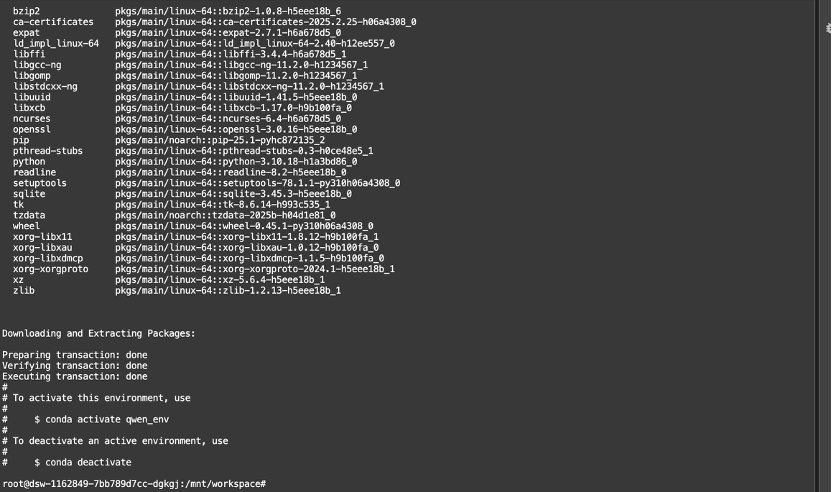 bzip2 pkgs/main/linux-64::bzip2-1.0.8-h5eee18b_6
ca-certificates pkgs/main/linux-64::ca-certificates-2025.2.25-h06a4308_0
expat pkgs/main/linux-64::expat-2.7.1-h6a678d5_0
ld_impl_linux-64 pkgs/main/linux-64::ld_impl_linux-64-2.40-h12ee557_0
libffi pkgs/main/linux-64::libffi-3.4.4-h6a678d5_1
libgcc-ng pkgs/main/linux-64::libgcc-ng-11.2.0-h1234567_1
libgomp pkgs/main/linux-64::libgomp-11.2.0-h1234567_1
libstdcxx-ng pkgs/main/linux-64::libstdcxx-ng-11.2.0-h1234567_1
libuuid pkgs/main/linux-64::libuuid-1.41.5-h5eee18b_0
libxcb pkgs/main/linux-64::libxcb-1.17.0-h9b100fa_0
ncurses pkgs/main/linux-64::ncurses-6.4-h6a678d5_0
openssl pkgs/main/linux-64::openssl-3.0.16-h5eee18b_0
pip pkgs/main/noarch::pip-25.1-pyhc872135_2
pthread-stubs pkgs/main/linux-64::pthread-stubs-0.3-h0ce48e5_1
python pkgs/main/linux-64::python-3.10.18-h1a3bd86_0
readline pkgs/main/linux-64::readline-8.2-h5eee18b_0
setuptools pkgs/main/linux-64::setuptools-78.1.1-py310h06a4308_0
sqlite pkgs/main/linux-64::sqlite-3.45.3-h5eee18b_0
tk pkgs/main/linux-64::tk-8.6.14-h993c535_1
tzdata pkgs/main/noarch::tzdata-2025b-h04d1e81_0
wheel pkgs/main/linux-64::wheel-0.45.1-py310h06a4308_0
xorg-libx11 pkgs/main/linux-64::xorg-libx11-1.8.12-h9b100fa_1
xorg-libxau pkgs/main/linux-64::xorg-libxau-1.0.12-h9b100fa_0
xorg-libxdmcp pkgs/main/linux-64::xorg-libxdmcp-1.1.5-h9b100fa_0
xorg-xorgproto pkgs/main/linux-64::xorg-xorgproto-2024.1-h5eee18b_1
xz pkgs/main/linux-64::xz-5.6.4-h5eee18b_1
zlib pkgs/main/linux-64::zlib-1.2.13-h5eee18b_1
Downloading and Extracting Packages:
Preparing transaction: done
Verifying transaction: done
Executing transaction: done
#
# To activate this environment, use
#
# $ conda activate qwen_env
#
# To deactivate an active environment, use
#
# $ conda deactivate
root@dsw-1162849-7bb789d7cc-dgkgj:/mnt/workspace#